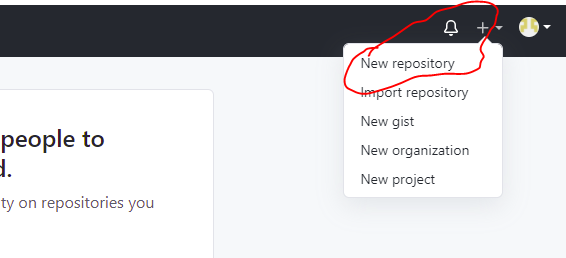 New repository
Import repository
New gist
New organization
New project
people to
d.
ty on repositories you